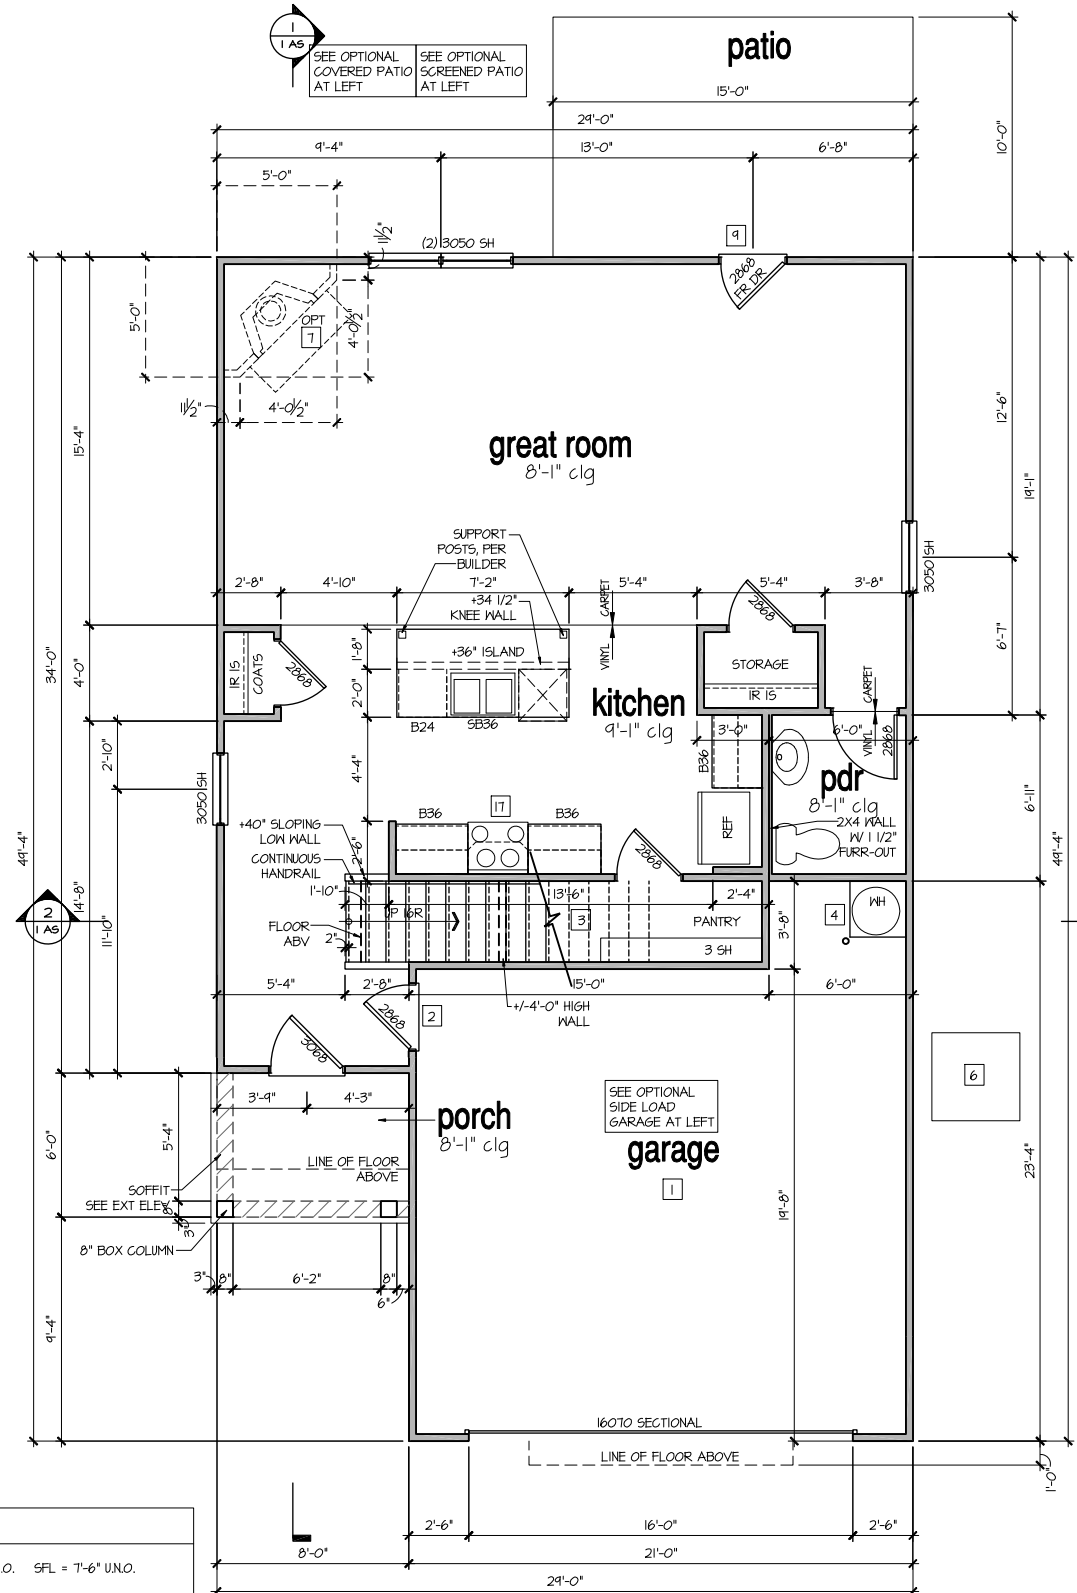 1
1 AS
SEE OPTIONAL
COVERED PATIO
AT LEFT
SEE OPTIONAL
SCREENED PATIO
AT LEFT
patio
15'-0"
29'-0"
10'-0"
9'-4"
13'-0"
6'-8"
5'-0"
(2) 3050 SH
11/2"
9
2868
FR DR
5'-0"
OPT
7
4'-0/2"
11/2"
4'-0/2"
15'-4"
12'-6"
19'-1"
great room
8'-1" clg
SUPPORT
POSTS, PER
BUILDER
3050 SH
2'-8"
4'-10"
7'-2"
5'-4"
5'-4"
3'-8"
+34 1/2"
KNEE WALL
CARPET
VINYL
2868
34'-0"
4'-0"
IR IS
COATS
2868
1'-8"
2'-0"
+36" ISLAND
B24
SB36
STORAGE
IR IS
6'-7"
kitchen
9'-1" clg
CARPET
VINYL
2868
3'-0"
6'-0"
2'-10"
3050 SH
4'-4"
B36
pdr
8'-1" clg
2X4 WALL
W/ 1 1/2"
FURR-OUT
6'-11"
49'-4"
49'-4"
+40" SLOPING
LOW WALL
CONTINUOUS
HANDRAIL
2'-6"
B36
17
B36
REF
2868
1'-10"
13'-6"
2'-4"
P 16R
3
PANTRY
3 SH
3'-8"
4
WH
2
1 AS
14'-8"
11'-10"
FLOOR
ABV
2"
5'-4"
2'-8"
15'-0"
6'-0"
+/-4'-0" HIGH
WALL
2868
2
3068
6
3'-9"
4'-3"
porch
8'-1" clg
SEE OPTIONAL
SIDE LOAD
GARAGE AT LEFT
garage
1
6'-0"
5'-4"
LINE OF FLOOR
ABOVE
SOFFIT
SEE EXT ELEV
8"
3"
8" BOX COLUMN
19'-8"
23'-4"
3"
8"
6'-2"
8"
6"
9'-4"
16070 SECTIONAL
LINE OF FLOOR ABOVE
1'-0"
2'-6"
16'-0"
2'-6"
8'-0"
21'-0"
29'-0"
.O. SFL = 7'-6" U.N.O.